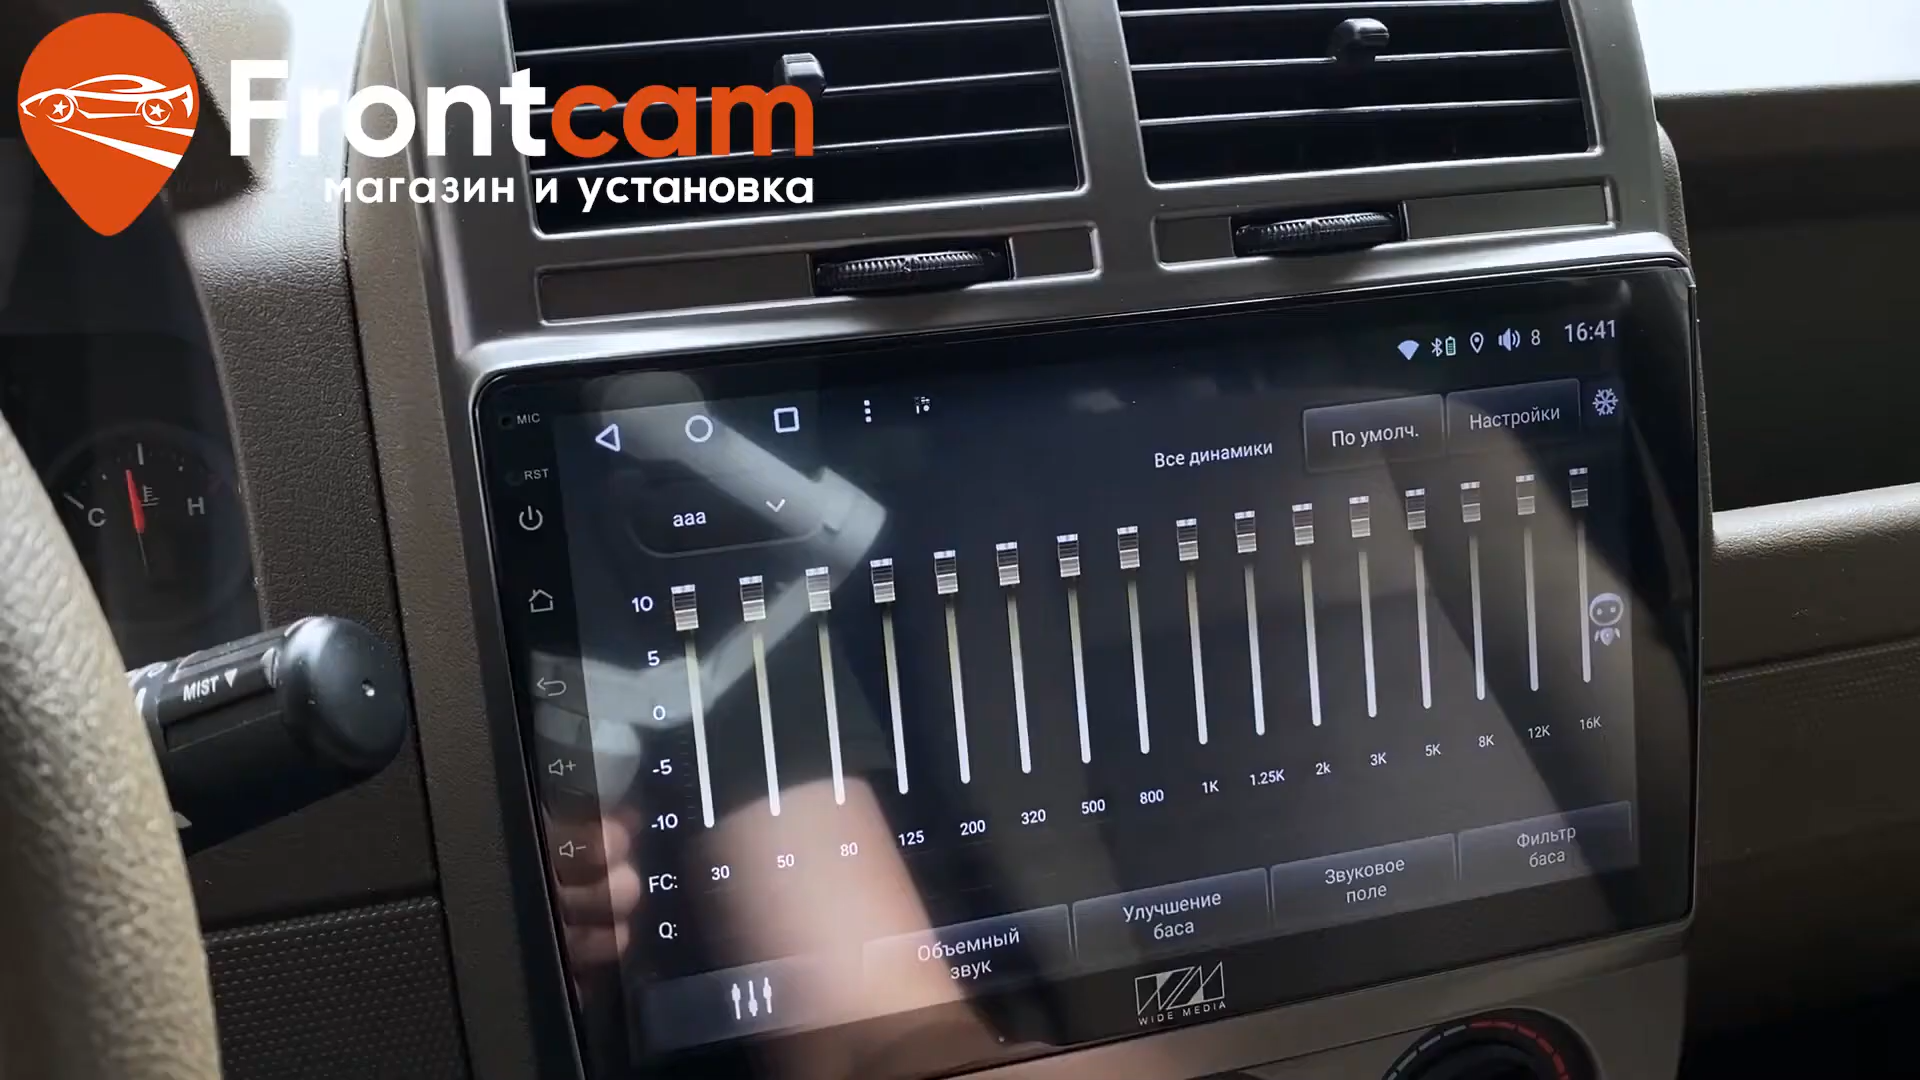 Frontcam
магазин и установка
8 16:41
MIC
RST
Все динамики По умолч. Настройки
aaa
10
5
0
-5
-10
FC: 30 50 80 125 200 320 500 800 1K 1.25K 2k 3K 5K 8K 12K 16K
Q:
Объемный
звук
Улучшение
баса
Звуковое
поле
Фильтр
баса
WM
WIDE MEDIA
MIST
C H